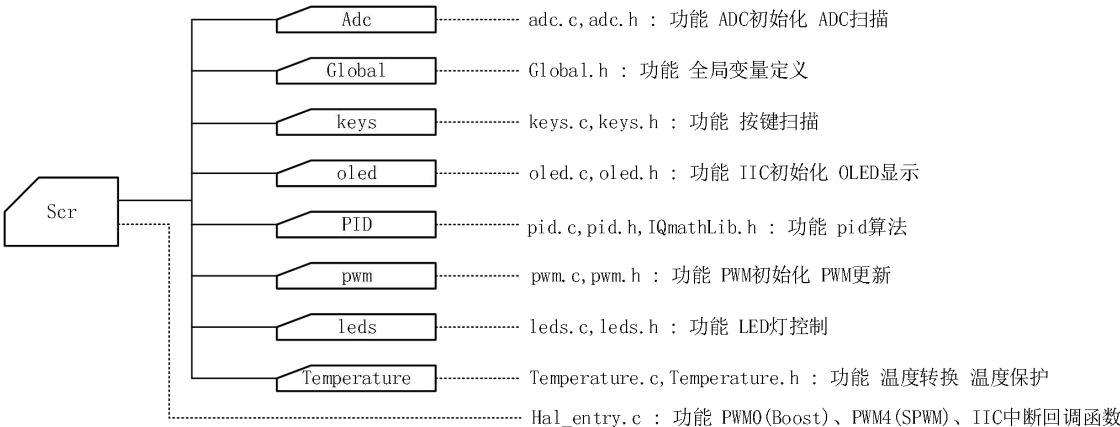 Adc adc.c,adc.h : 功能 ADC初始化 ADC扫描
Global Global.h : 功能 全局变量定义
keys keys.c,keys.h : 功能 按键扫描
oled oled.c,oled.h : 功能 IIC初始化 OLED显示
Scr
PID pid.c,pid.h,IQmathLib.h : 功能 pid算法
pwm pwm.c,pwm.h : 功能 PWM初始化 PWM更新
leds leds.c,leds.h : 功能 LED灯控制
Temperature Temperature.c,Temperature.h : 功能 温度转换 温度保护
Hal_entry.c : 功能 PWM0(Boost)、PWM4(SPWM)、IIC中断回调函数